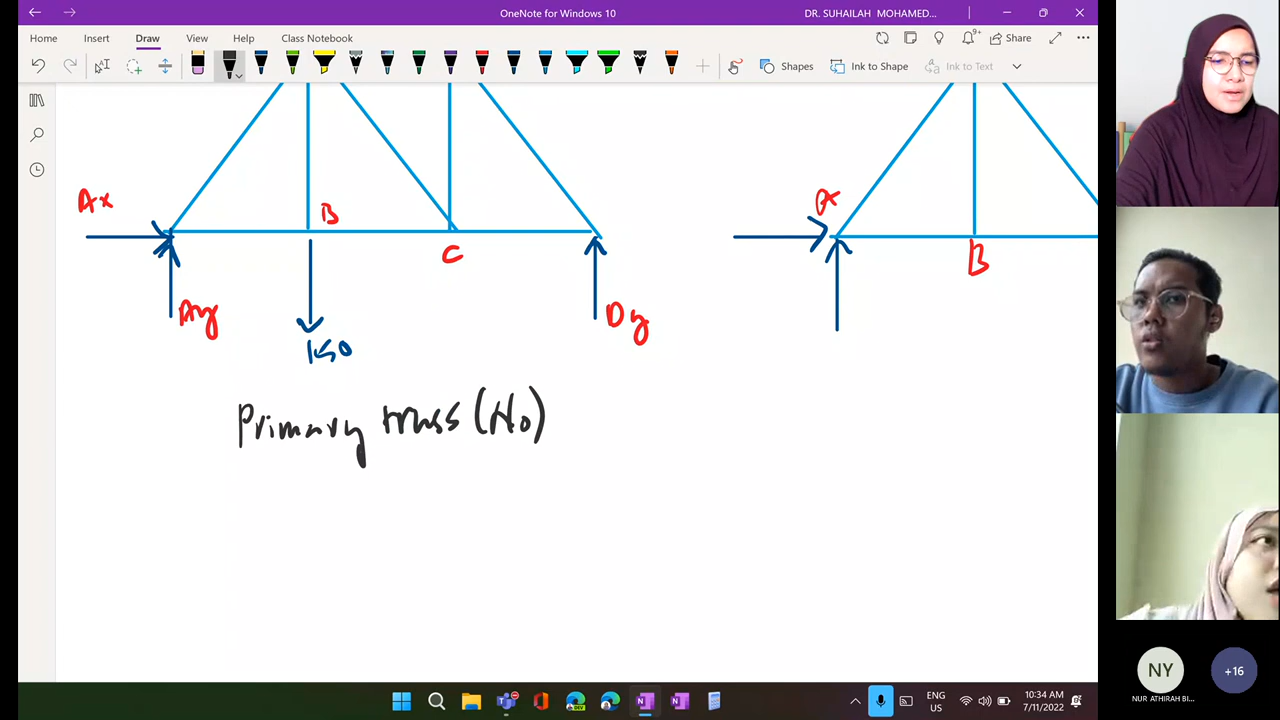 OneNote for Windows 10
DR. SUHAILAH MOHAMED...
Home Insert Draw View Help Class Notebook
9+
Share
Shapes
Ink to Shape
Ink to Text
Ax
B
C
Ay
150
Dy
Primary truss (No)
A
B
NY
+16
NUR ATHIRAH BI...
ENG
US
10:34 AM
7/11/2022